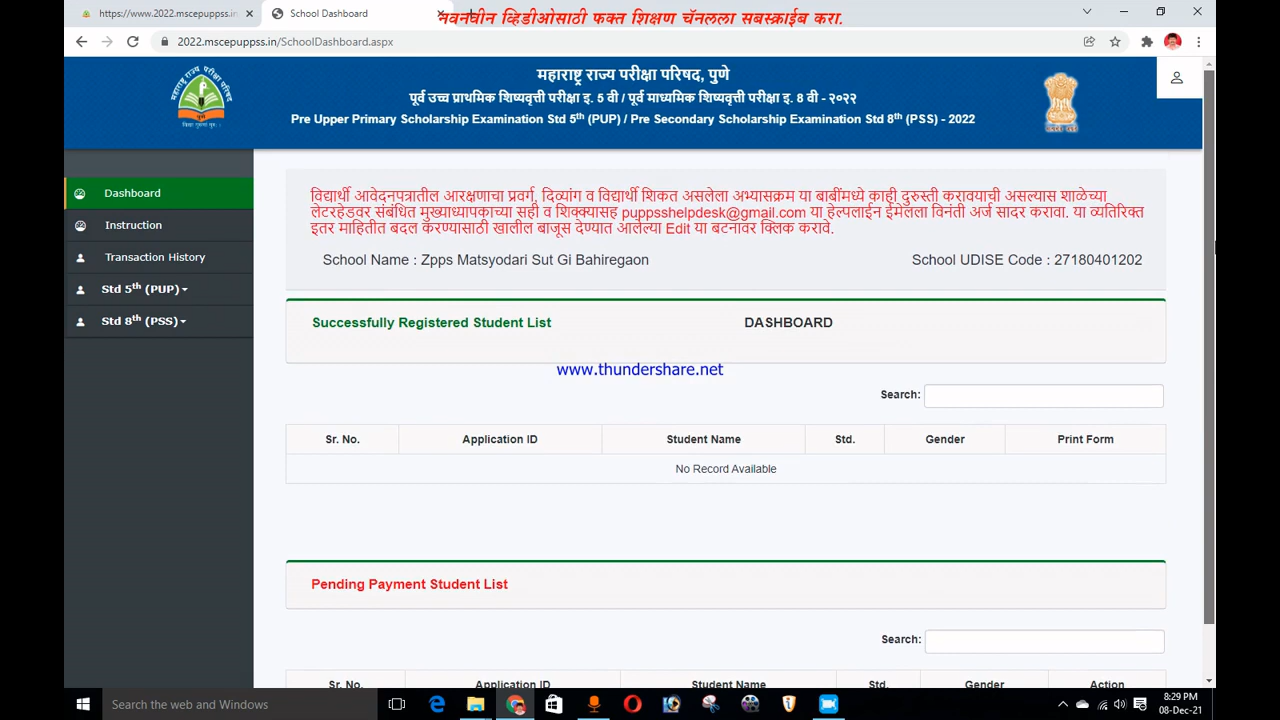 https://www.2022.mscepuppss.in/
School Dashboard
नवनवीन व्हिडीओसाठी फक्त शिक्षण चॅनलला सबस्क्राईब करा.
2022.mscepuppss.in/SchoolDashboard.aspx
महाराष्ट्र राज्य परीक्षा परिषद, पुणे
पूर्व उच्च प्राथमिक शिष्यवृत्ती परीक्षा इ. 5 वी / पूर्व माध्यमिक शिष्यवृत्ती परीक्षा इ. 8 वी - २०२२
Pre Upper Primary Scholarship Examination Std 5th (PUP) / Pre Secondary Scholarship Examination Std 8th (PSS) - 2022
Dashboard
Instruction
Transaction History
Std 5th (PUP)
Std 8th (PSS)
विद्यार्थी आवेदनपत्रातील आरक्षणाचा प्रवर्ग, दिव्यांग व विद्यार्थी शिकत असलेला अभ्यासक्रम या बाबींमध्ये काही दुरुस्ती करावयाची असल्यास शाळेच्या
लेटरहेडवर संबंधित मुख्याध्यापकाच्या सही व शिक्क्यासह puppsshelpdesk@gmail.com या हेल्पलाईन ईमेलला विनंती अर्ज सादर करावा. या व्यतिरिक्त
इतर माहितीत बदल करण्यासाठी खालील बाजूस देण्यात आलेल्या Edit या बटनावर क्लिक करावे.
School Name : Zpps Matsyodari Sut Gi Bahiregaon
School UDISE Code : 27180401202
Successfully Registered Student List
DASHBOARD
www.thundershare.net
Search:
Sr. No. Application ID Student Name Std. Gender Print Form
No Record Available
Pending Payment Student List
Search:
Sr. No. Application ID Student Name Std. Gender Action
Search the web and Windows
8:29 PM
08-Dec-21